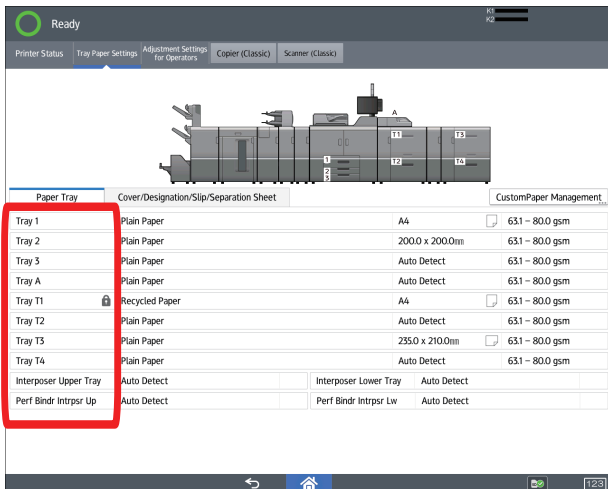 Ready
K1
K2
Printer Status Tray Paper Settings Adjustment Settings for Operators Copier (Classic) Scanner (Classic)
A
T1 T3
1 T2 T4
2
3
Paper Tray Cover/Designation/Slip/Separation Sheet CustomPaper Management
Tray 1 Plain Paper A4 63.1 – 80.0 gsm
Tray 2 Plain Paper 200.0 x 200.0mm 63.1 – 80.0 gsm
Tray 3 Plain Paper Auto Detect 63.1 – 80.0 gsm
Tray A Plain Paper Auto Detect 63.1 – 80.0 gsm
Tray T1 Recycled Paper A4 63.1 – 80.0 gsm
Tray T2 Plain Paper Auto Detect 63.1 – 80.0 gsm
Tray T3 Plain Paper 235.0 x 210.0mm 63.1 – 80.0 gsm
Tray T4 Plain Paper Auto Detect 63.1 – 80.0 gsm
Interposer Upper Tray Auto Detect Interposer Lower Tray Auto Detect
Perf Bindr Intrpsr Up Auto Detect Perf Bindr Intrpsr Lw Auto Detect
123